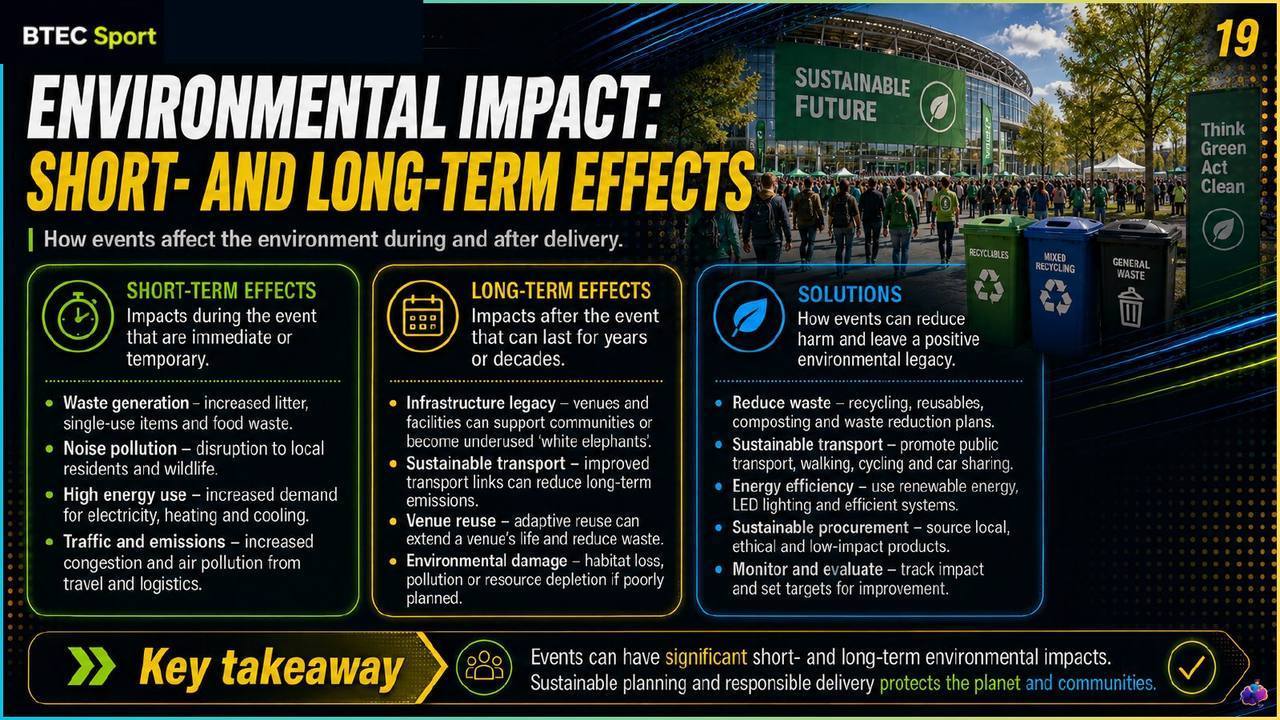 BTEC Sport
19
ENVIRONMENTAL IMPACT:
SHORT- AND LONG-TERM EFFECTS
How events affect the environment during and after delivery.
SUSTAINABLE
FUTURE
Think
Green
Act
Clean
RECYCLABLES
MIXED
RECYCLING
GENERAL
WASTE
SHORT-TERM EFFECTS
Impacts during the event
that are immediate or
temporary.
Waste generation – increased litter,
single-use items and food waste.
Noise pollution – disruption to local
residents and wildlife.
High energy use – increased demand
for electricity, heating and cooling.
Traffic and emissions – increased
congestion and air pollution from
travel and logistics.
LONG-TERM EFFECTS
Impacts after the event
that can last for years
or decades.
Infrastructure legacy – venues and
facilities can support communities or
become underused ‘white elephants’.
Sustainable transport – improved
transport links can reduce long-term
emissions.
Venue reuse – adaptive reuse can
extend a venue’s life and reduce waste.
Environmental damage – habitat loss,
pollution or resource depletion if poorly
planned.
SOLUTIONS
How events can reduce
harm and leave a positive
environmental legacy.
Reduce waste – recycling, reusables,
composting and waste reduction plans.
Sustainable transport – promote public
transport, walking, cycling and car sharing.
Energy efficiency – use renewable energy,
LED lighting and efficient systems.
Sustainable procurement – source local,
ethical and low-impact products.
Monitor and evaluate – track impact
and set targets for improvement.
Key takeaway
Events can have significant short- and long-term environmental impacts.
Sustainable planning and responsible delivery protects the planet and communities.